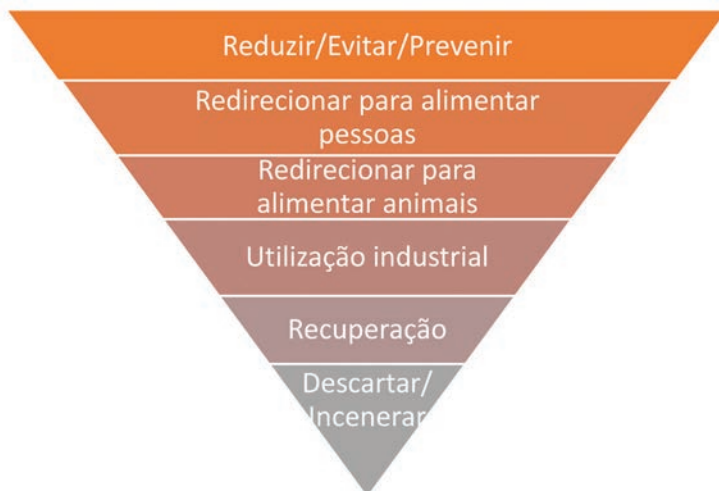 Reduzir/Evitar/Prevenir
Redirecionar para alimentar
pessoas
Redirecionar para
alimentar animais
Utilização industrial
Recuperação
Descartar/
Incenerar